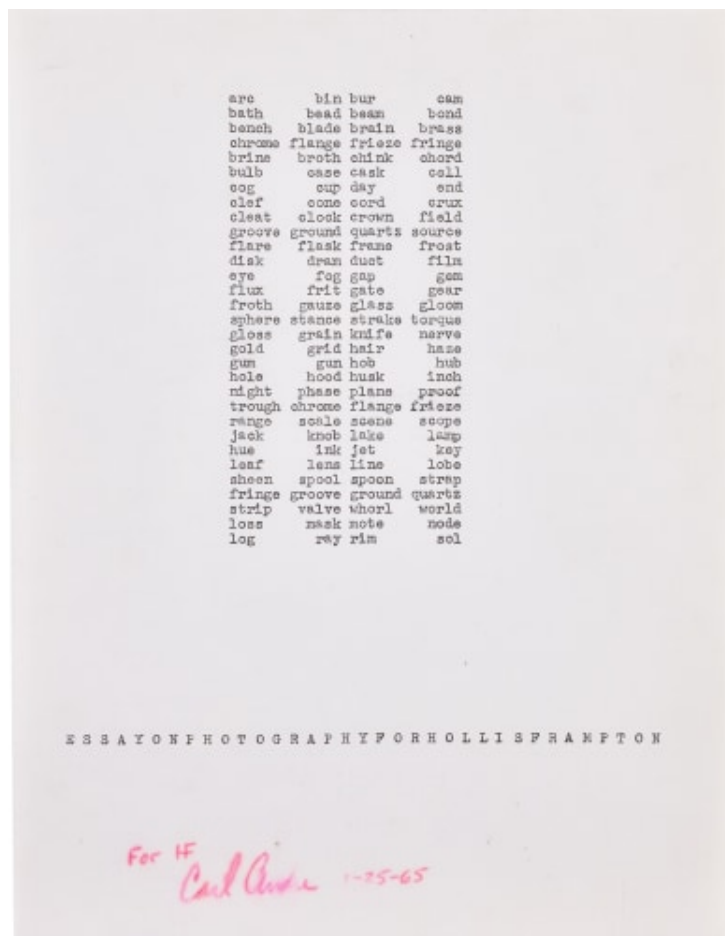 arc bin bur cam
bath bead beam bond
bench blade brain brass
chrome flange frieze fringe
brine broth chink chord
bulb case cask cell
cog cup day end
clef cone cord crux
cleat clock crown field
groove ground quartz source
flare flask frame frost
disk dram duct film
eye fog gap gem
flux frit gate gear
froth gauze glass gloom
sphere stance strake torque
gloss grain knife nerve
gold grid hair haze
gum gun hob hub
hole hood husk inch
night phase plane proof
trough chrome flange frieze
range scale scene scope
jack knob lake lamp
hue ink jet key
leaf lens line lobe
sheen spool spoon strap
fringe groove ground quartz
strip valve whorl world
loss mask mote node
log ray rim sol
ESSAYONPHOTOGRAPHYFORHOLLISFRAMPTON
For HF
Carl Andre 1-25-65